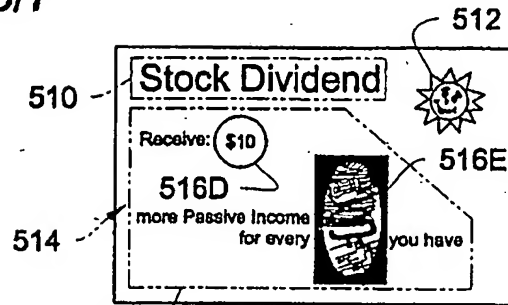 512
510
Stock Dividend
Receive: $10
516D
516E
more Passive Income
for every
you have
514